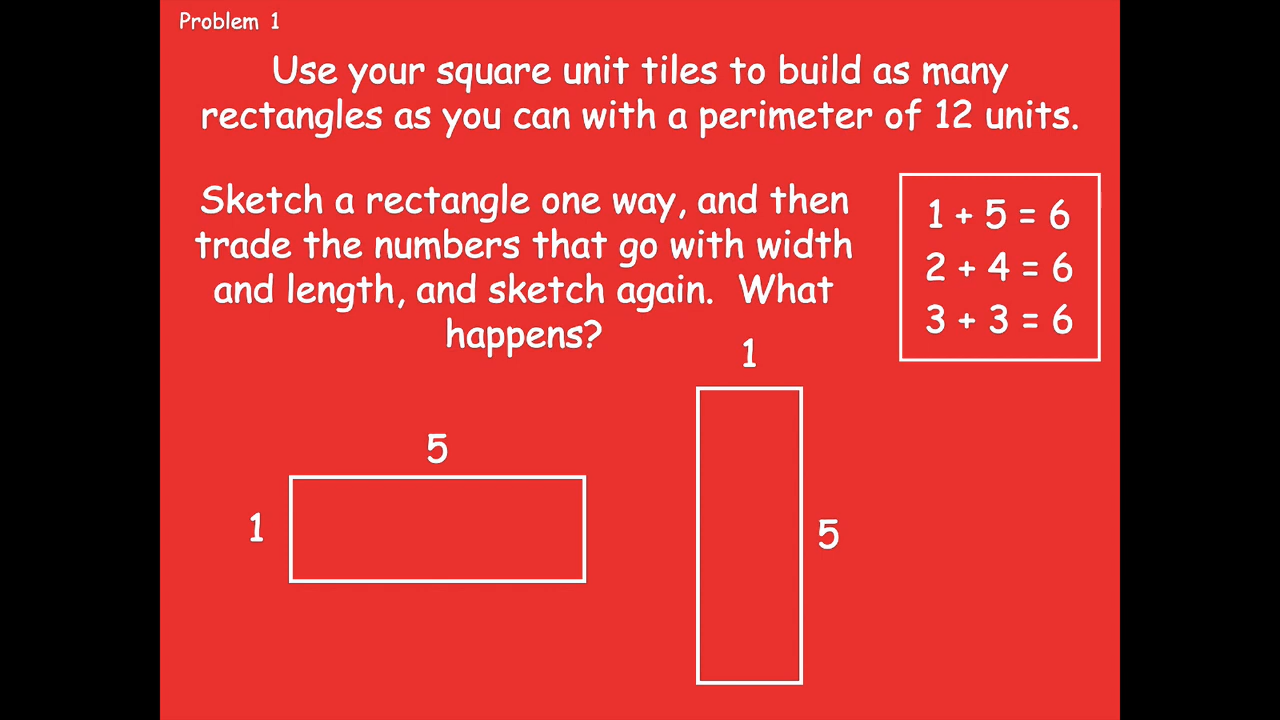 Problem 1
Use your square unit tiles to build as many
rectangles as you can with a perimeter of 12 units.
Sketch a rectangle one way, and then
trade the numbers that go with width
and length, and sketch again. What
happens?
1 + 5 = 6
2 + 4 = 6
3 + 3 = 6
5
1
1
5